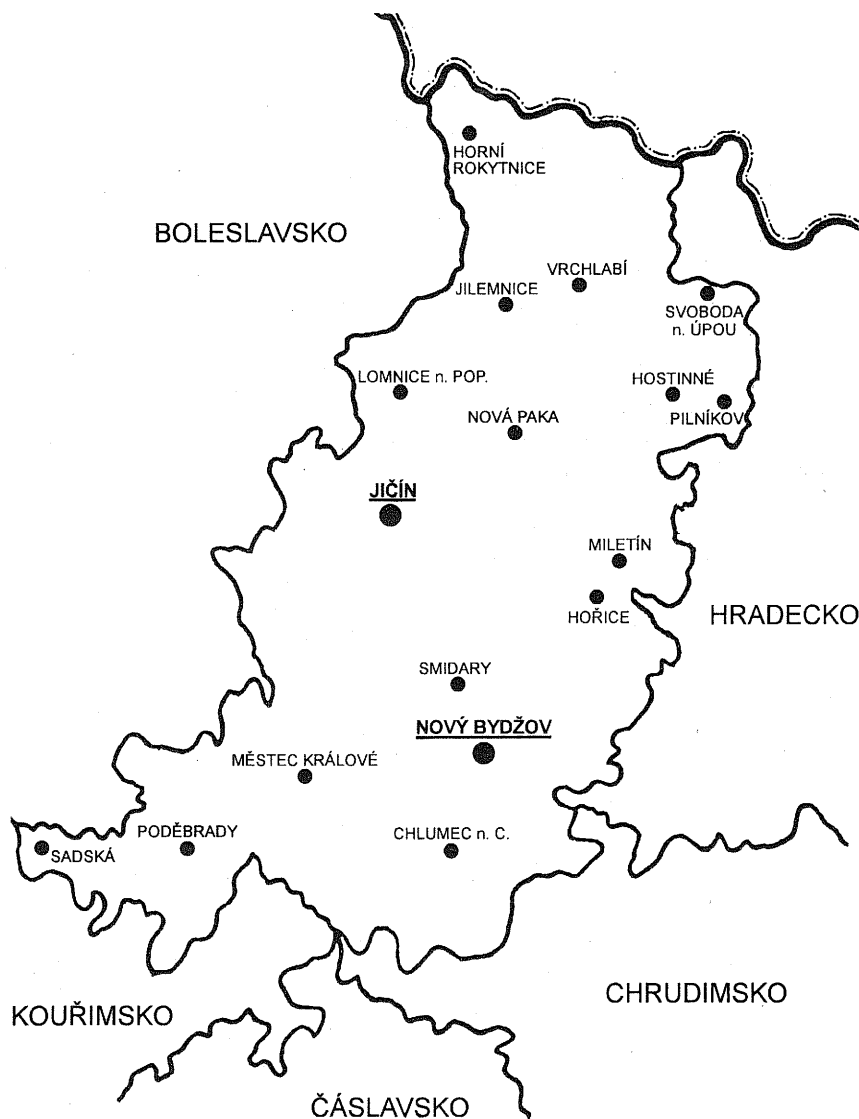 HORNÍ
ROKYTNICE
BOLESLAVSKO
VRCHLABÍ
JILEMNICE
SVOBODA
n. ÚPOU
LOMNICE n. POP.
HOSTINNÉ
NOVÁ PAKA
PILNÍKOV
JIČÍN
MILETÍN
HOŘICE
HRADECKO
SMIDARY
NOVÝ BYDŽOV
MĚSTEC KRÁLOVÉ
PODĚBRADY
CHLUMEC n. C.
SADSKÁ
CHRUDIMSKO
KOUŘIMSKO
ČÁSLAVSKO